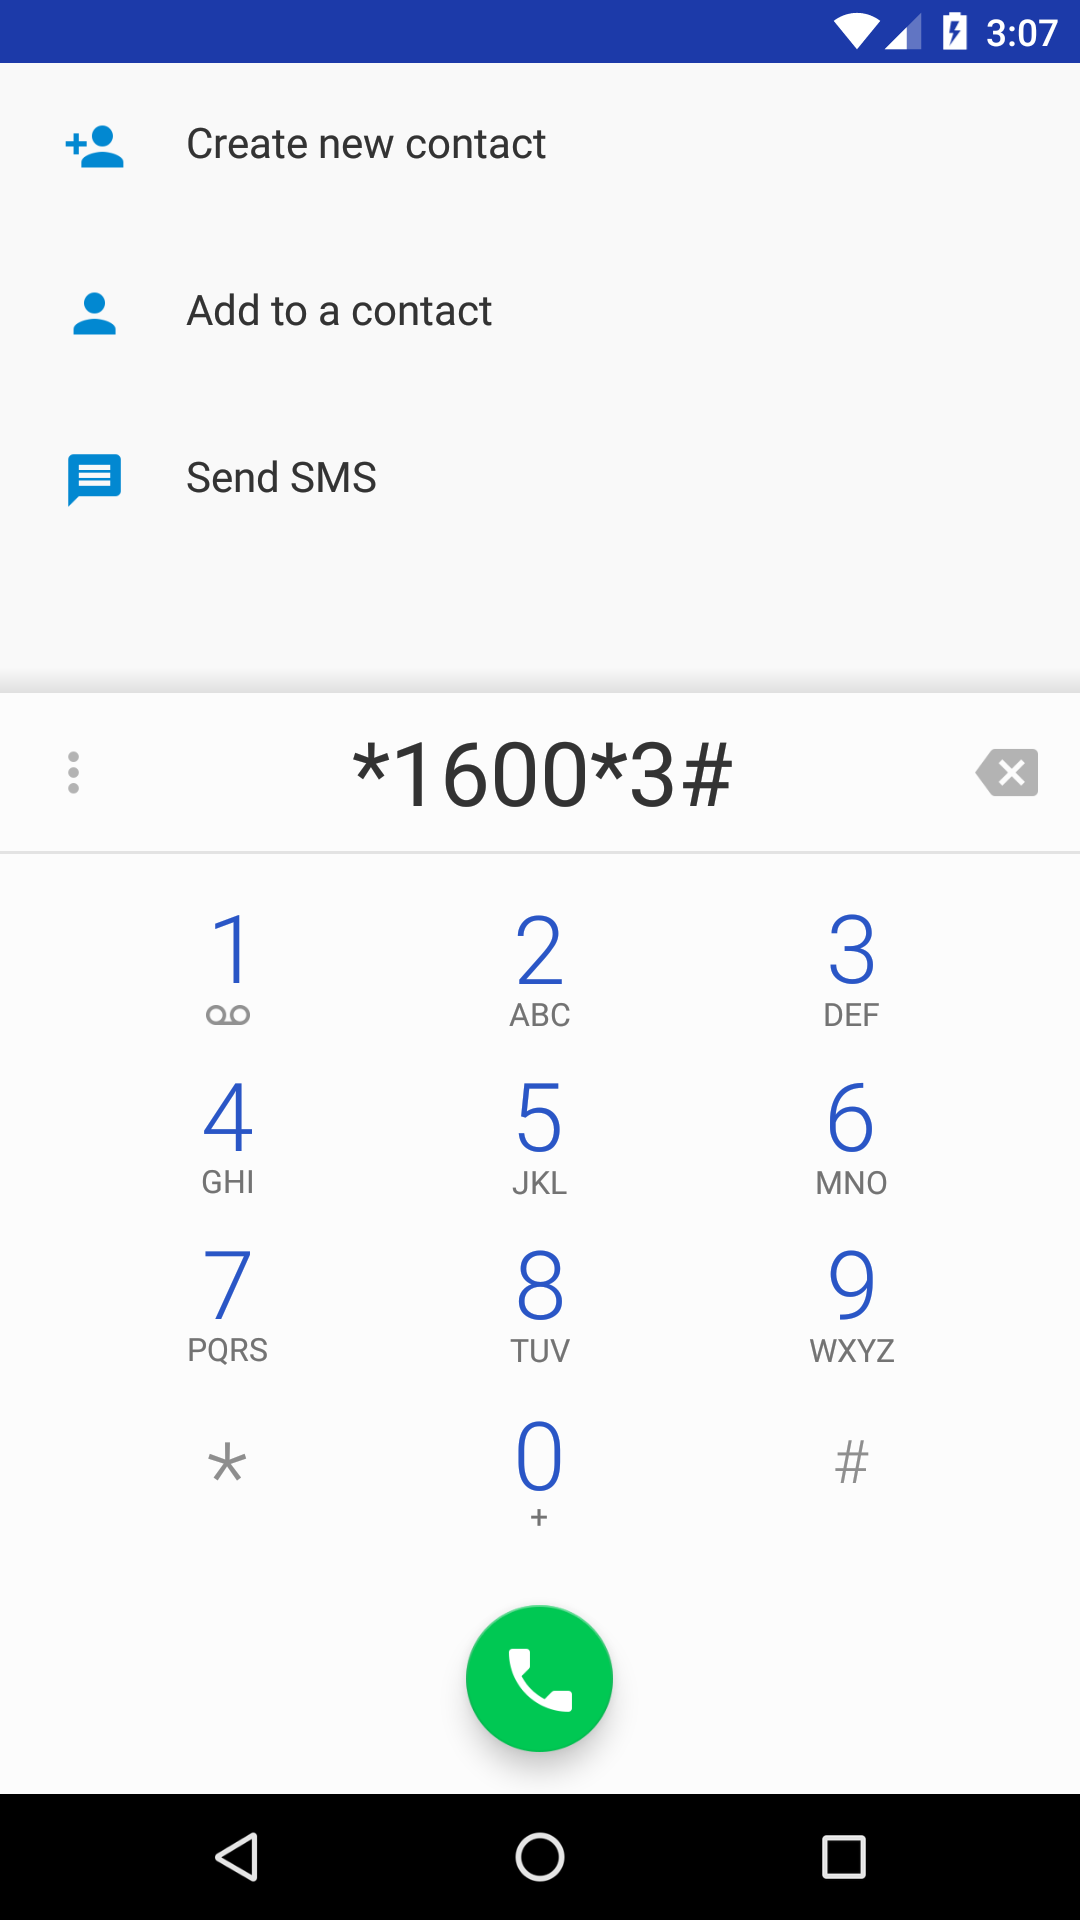 3:07
Create new contact
Add to a contact
Send SMS
*1600*3#
1 2 3
ABC DEF
4 5 6
GHI JKL MNO
7 8 9
PQRS TUV WXYZ
* 0 #
+